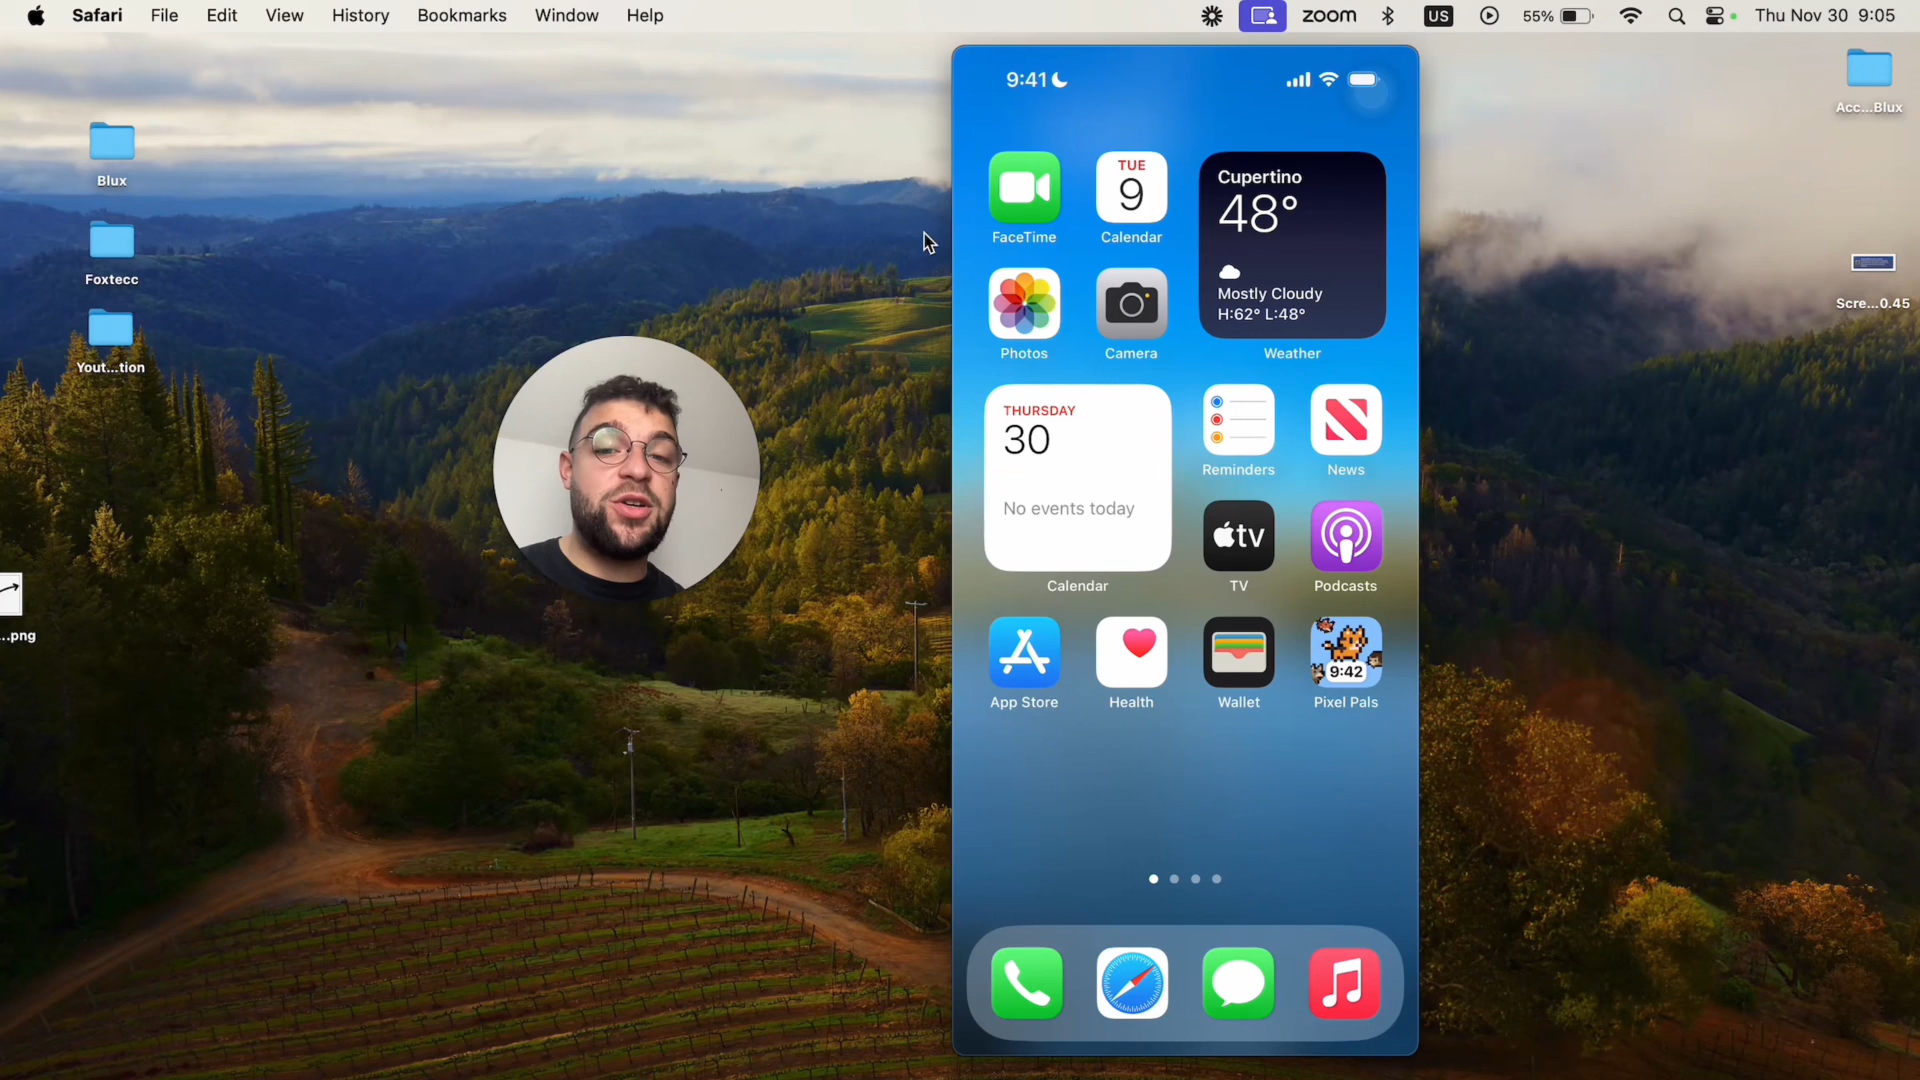 Safari File Edit View History Bookmarks Window Help
zoom US 55% Thu Nov 30 9:05
Blux
Foxtecc
Yout...tion
...png
Acc...Blux
Scre...0.45
9:41
FaceTime
TUE
9
Calendar
Cupertino
48°
Mostly Cloudy
H:62° L:48°
Weather
Photos
Camera
THURSDAY
30
No events today
Calendar
Reminders
News
tv
TV
Podcasts
App Store
Health
Wallet
9:42
Pixel Pals